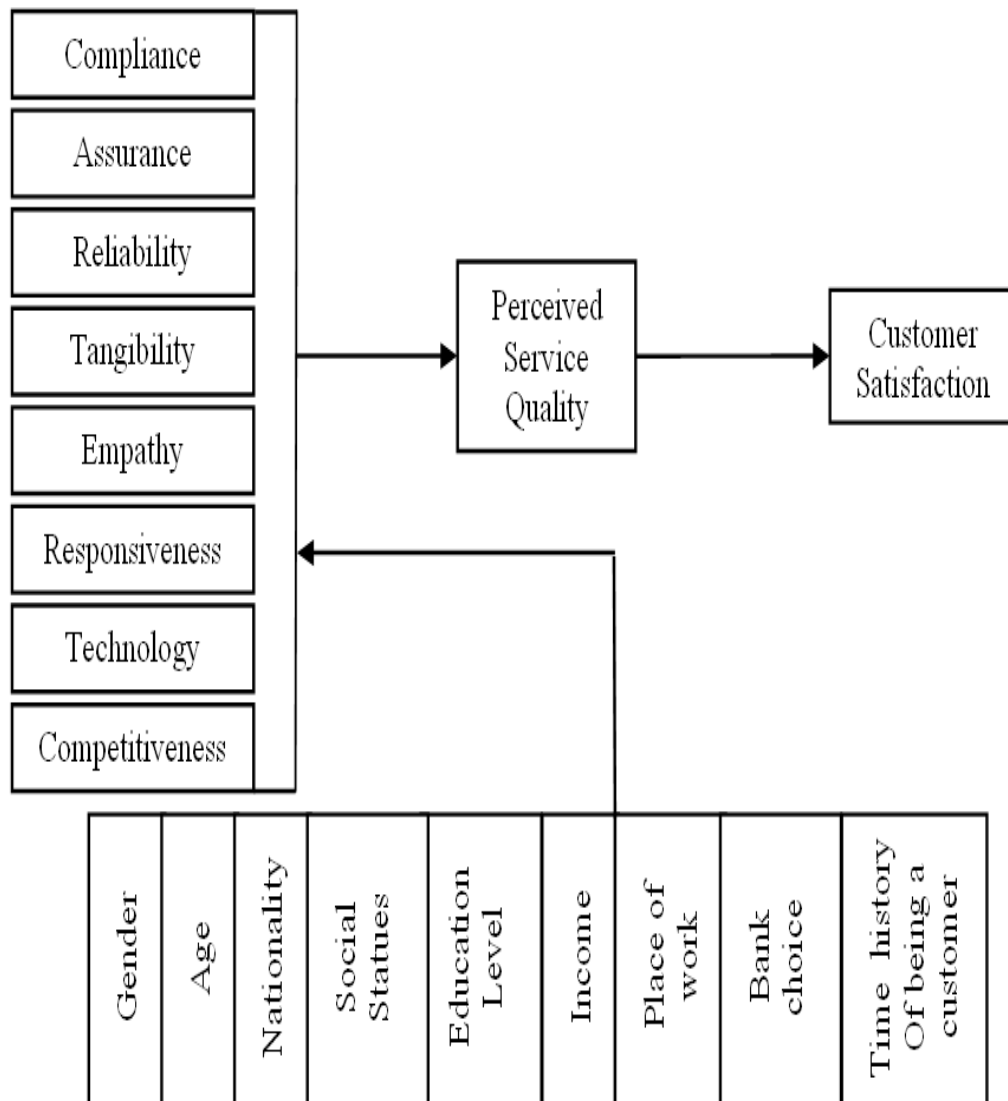 Compliance
Assurance
Reliability
Tangibility
Empathy
Responsiveness
Technology
Competitiveness
Perceived
Service
Quality
Customer
Satisfaction
Gender
Age
Nationality
Social
Statues
Education
Level
Income
Place of
work
Bank
choice
Time history
Of being a
customer